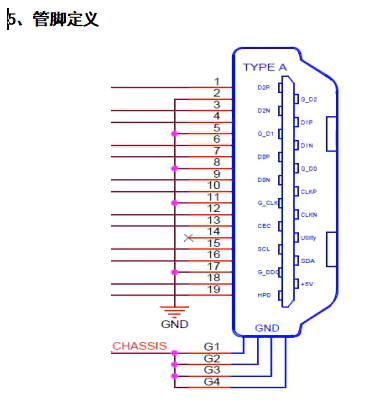 5、管脚定义
TYPE A
1
2
3
4
5
6
7
8
9
10
11
12
13
14
15
16
17
18
19
D2P
G_D2
D2N
D1P
G_D1
D1N
D0P
G_D0
D0N
CLKP
G_CLK
CLKN
CEC
Utility
SCL
SDA
G_DDC
+5V
HPD
GND
GND
CHASSIS
G1
G2
G3
G4